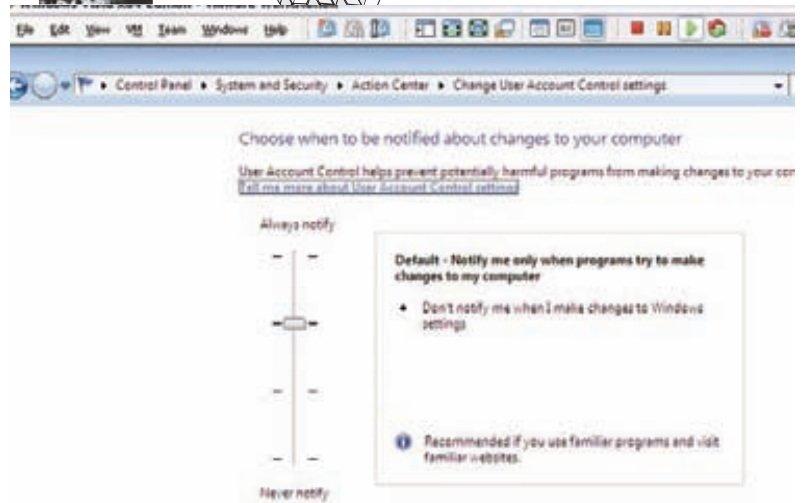 File Edit View VM Team Windows Help
Control Panel ▸ System and Security ▸ Action Center ▸ Change User Account Control settings
Choose when to be notified about changes to your computer
User Account Control helps prevent potentially harmful programs from making changes to your
Tell me more about User Account Control settings
Always notify
Default - Notify me only when programs try to make
changes to my computer
• Don't notify me when I make changes to Windows
settings
Recommended if you use familiar programs and visit
familiar websites.
Never notify